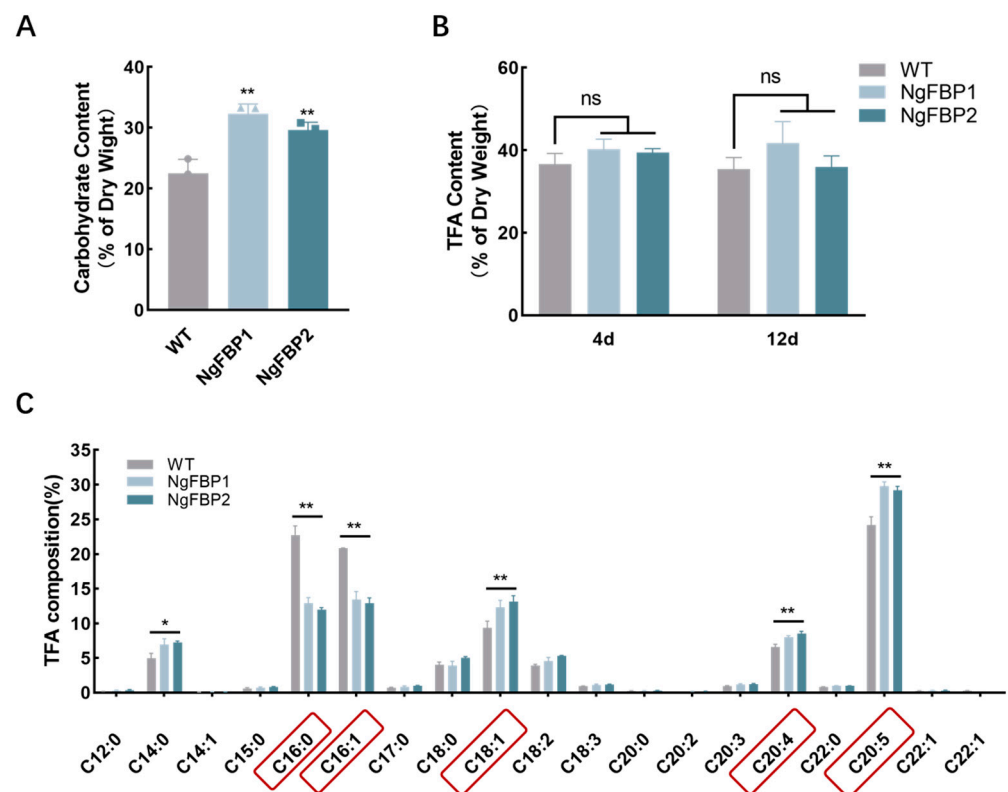 A
Carbohydrate Content
(% of Dry Wight)
40
30
20
10
0
**
**
WT
NgFBP1
NgFBP2
B
TFA Content
(% of Dry Weight)
60
40
20
0
ns
ns
4d
12d
WT
NgFBP1
NgFBP2
C
TFA composition(%)
35
30
25
20
15
10
5
0
WT
NgFBP1
NgFBP2
*
**
**
**
**
**
C12:0
C14:0
C14:1
C15:0
C16:0
C16:1
C17:0
C18:0
C18:1
C18:2
C18:3
C20:0
C20:2
C20:3
C20:4
C22:0
C20:5
C22:1
C22:1